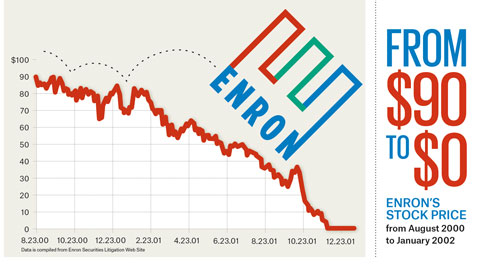 ENRON
$100
90
80
70
60
50
40
30
20
10
0
8.23.00 10.23.00 12.23.00 2.23.01 4.23.01 6.23.01 8.23.01 10.23.01 12.23.01
Data is compiled from Enron Securities Litigation Web Site
FROM
$90
TO $0
ENRON'S
STOCK PRICE
from August 2000
to January 2002